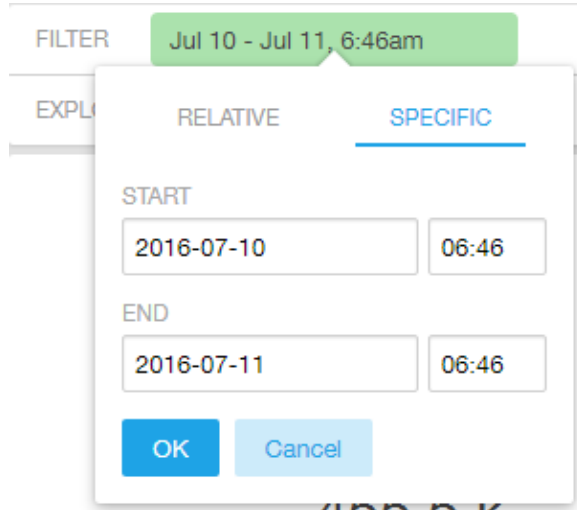 FILTER Jul 10 - Jul 11, 6:46am
EXPL
RELATIVE SPECIFIC
START
2016-07-10 06:46
END
2016-07-11 06:46
OK Cancel